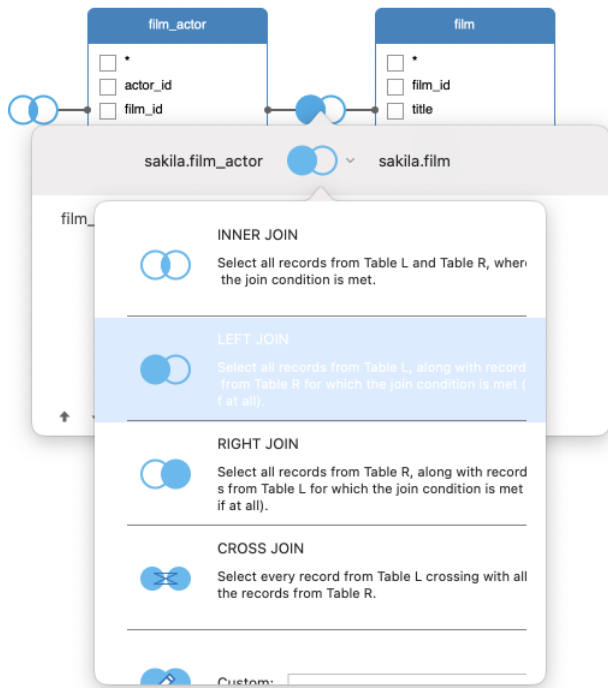 film_actor
film
*
*
actor_id
film_id
film_id
title
sakila.film_actor
sakila.film
film_
INNER JOIN
Select all records from Table L and Table R, where
the join condition is met.
LEFT JOIN
Select all records from Table L, along with record
from Table R for which the join condition is met (
f at all).
RIGHT JOIN
Select all records from Table R, along with record
s from Table L for which the join condition is met
if at all).
CROSS JOIN
Select every record from Table L crossing with all
the records from Table R.
Custom: